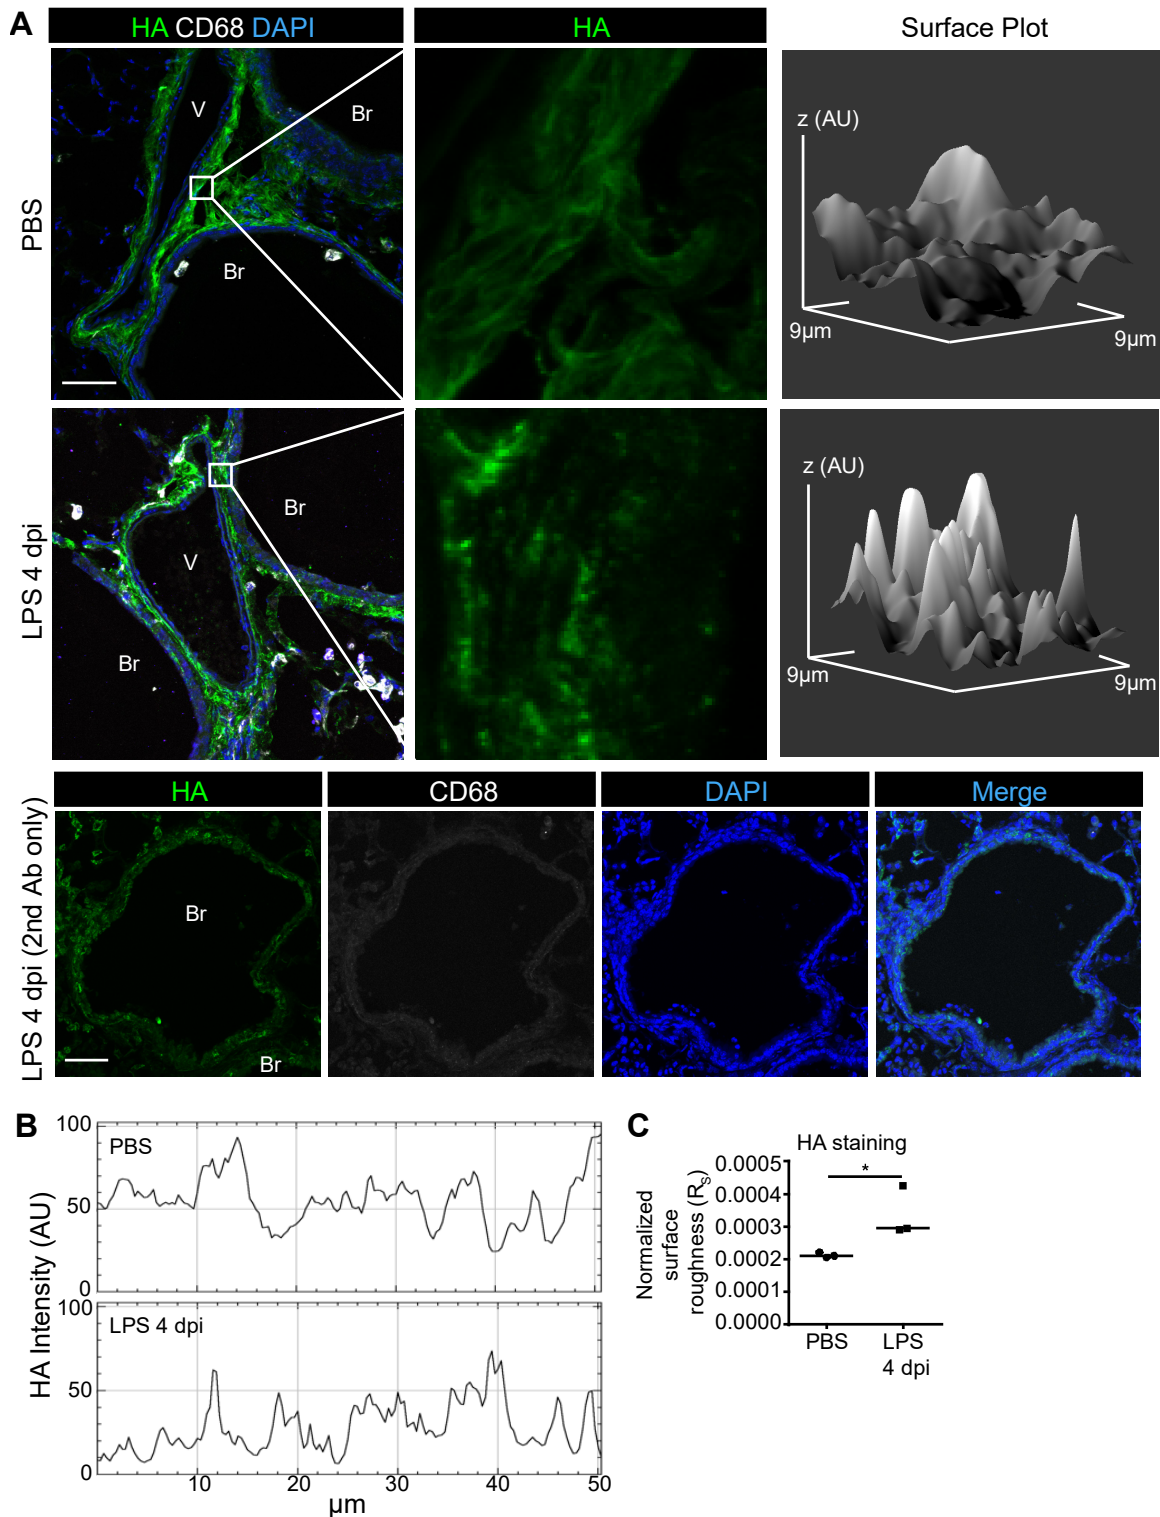 A
HA CD68 DAPI
HA
Surface Plot
PBS
V
Br
Br
z (AU)
9µm
9µm
LPS 4 dpi
Br
V
Br
z (AU)
9µm
9µm
LPS 4 dpi (2nd Ab only)
HA
CD68
DAPI
Merge
Br
Br
B
HA Intensity (AU)
100
PBS
50
0
100
LPS 4 dpi
50
0
10
20
30
40
50
µm
C
HA staining
Normalized
surface
roughness (Rs)
*
0.0005
0.0004
0.0003
0.0002
0.0001
0.0000
PBS
LPS
4 dpi